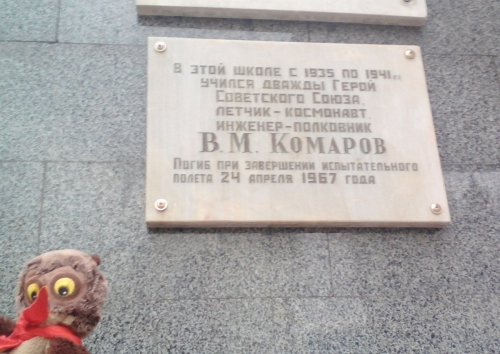 В ЭТОЙ ШКОЛЕ С 1935 ПО 1941 г.г.
УЧИЛСЯ ДВАЖДЫ ГЕРОЙ
СОВЕТСКОГО СОЮЗА,
ЛЕТЧИК-КОСМОНАВТ,
ИНЖЕНЕР-ПОЛКОВНИК
В. М. КОМАРОВ
ПОГИБ ПРИ ЗАВЕРШЕНИИ ИСПЫТАТЕЛЬНОГО
ПОЛЕТА 24 АПРЕЛЯ 1967 ГОДА